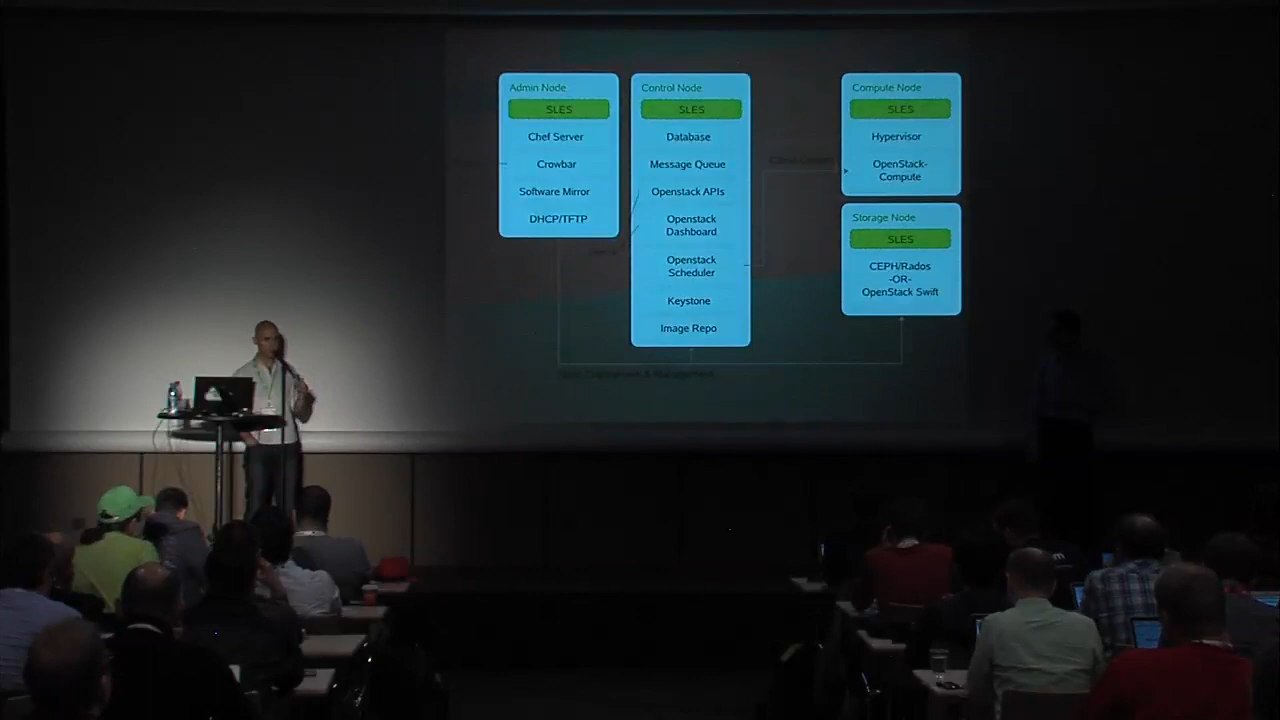 Admin Node
SLES
Chef Server
Crowbar
Software Mirror
DHCP/TFTP
Control Node
SLES
Database
Message Queue
Openstack APIs
Openstack
Dashboard
Openstack
Scheduler
Keystone
Image Repo
Compute Node
SLES
Hypervisor
OpenStack-
Compute
Storage Node
SLES
CEPH/Rados
-OR-
OpenStack Swift